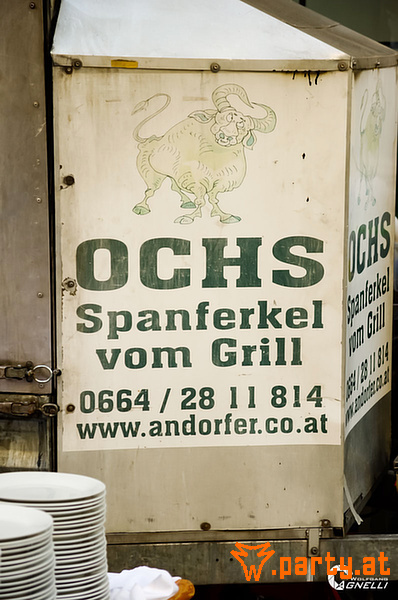 OCHS
Spanferkel
vom Grill
0664 / 28 11 814
www.andorfer.co.at
OCHS
Spanferkel
vom Grill
0664 / 28 11 814
www.andorfer.co.at
.party.at
WOLFGANG
AGNELLI